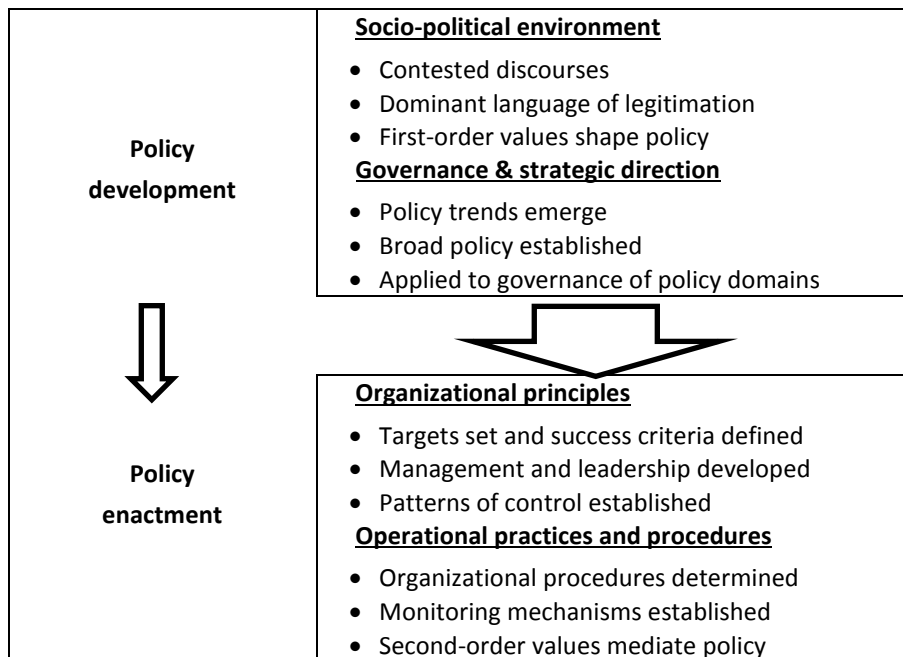 Socio-political environment
• Contested discourses
• Dominant language of legitimation
• First-order values shape policy
Policy
development
Governance & strategic direction
• Policy trends emerge
• Broad policy established
• Applied to governance of policy domains
Organizational principles
• Targets set and success criteria defined
• Management and leadership developed
• Patterns of control established
Policy
enactment
Operational practices and procedures
• Organizational procedures determined
• Monitoring mechanisms established
• Second-order values mediate policy